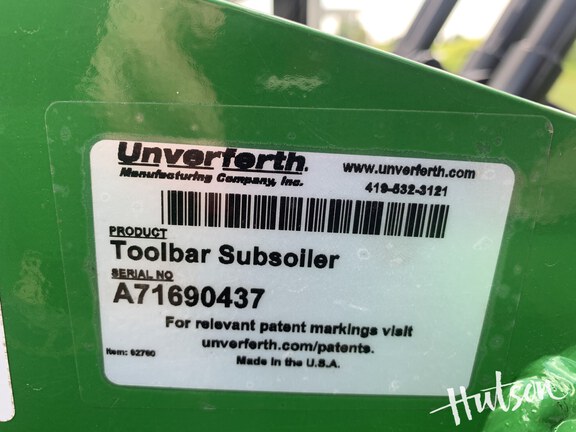 Unverferth.
Manufacturing Company, Inc.
www.unverferth.com
419-532-3121
PRODUCT
Toolbar Subsoiler
SERIAL NO
A71690437
For relevant patent markings visit
unverferth.com/patents.
Item: 92760
Made in the U.S.A.
Hutson